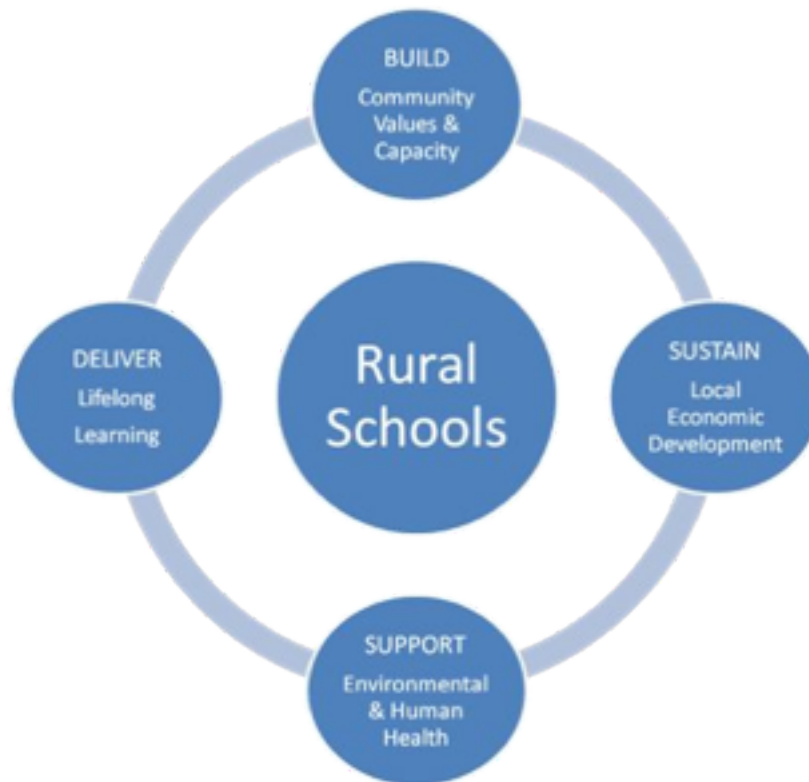 BUILD
Community
Values &
Capacity
DELIVER
Lifelong
Learning
Rural
Schools
SUSTAIN
Local
Economic
Development
SUPPORT
Environmental
& Human
Health